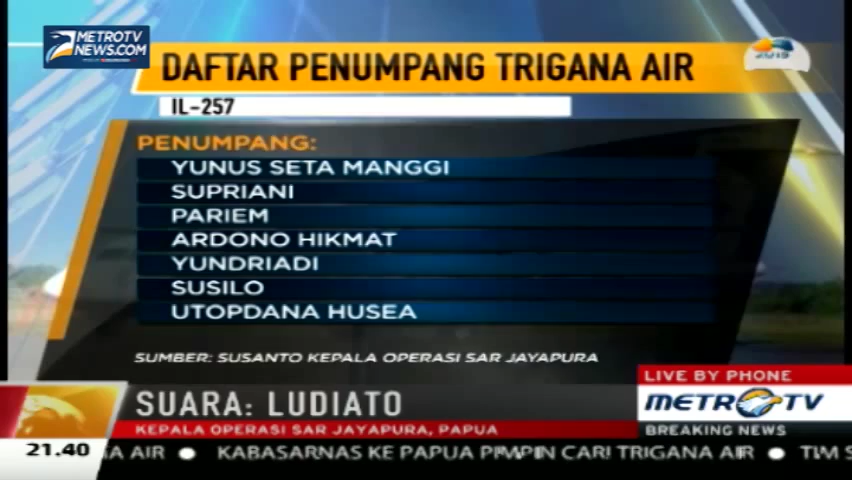 METROTV
NEWS.COM
DAFTAR PENUMPANG TRIGANA AIR
IL-257
PENUMPANG:
YUNUS SETA MANGGI
SUPRIANI
PARIEM
ARDONO HIKMAT
YUNDRIADI
SUSILO
UTOPDANA HUSEA
SUMBER: SUSANTO KEPALA OPERASI SAR JAYAPURA
LIVE BY PHONE
SUARA: LUDIATO
METROTV
KEPALA OPERASI SAR JAYAPURA, PAPUA
BREAKING NEWS
21.40
IA AIR ● KABASARNAS KE PAPUA PIMPIN CARI TRIGANA AIR ● TIM S